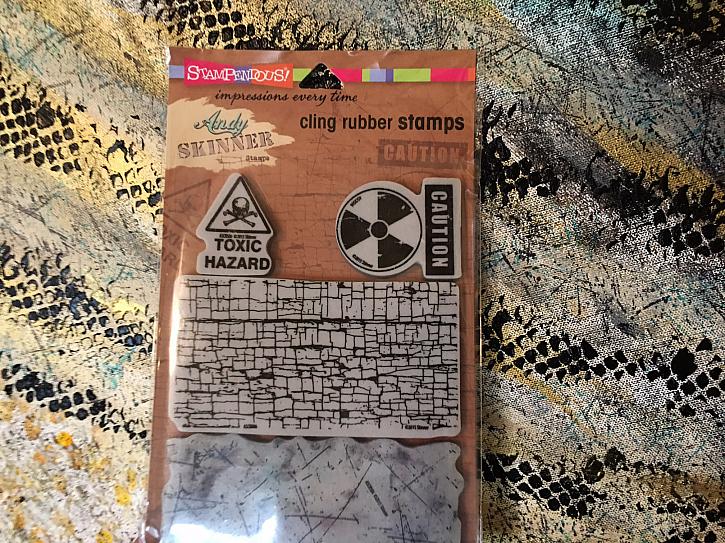 STAMPENDOUS!
impressions every time
Andy
SKINNER
Stamps
cling rubber stamps
CAUTION
TOXIC
HAZARD
CAUTION